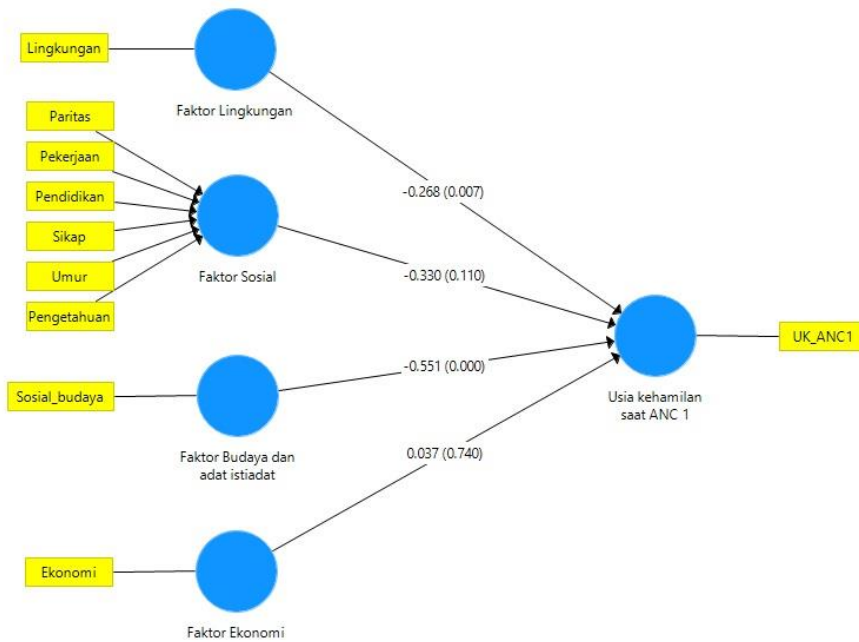 Lingkungan
Faktor Lingkungan
Paritas
Pekerjaan
Pendidikan
Sikap
Umur
Pengetahuan
Faktor Sosial
Sosial_budaya
Faktor Budaya dan
adat istiadat
Ekonomi
Faktor Ekonomi
-0.268 (0.007)
-0.330 (0.110)
-0.551 (0.000)
0.037 (0.740)
Usia kehamilan
saat ANC 1
UK_ANC1